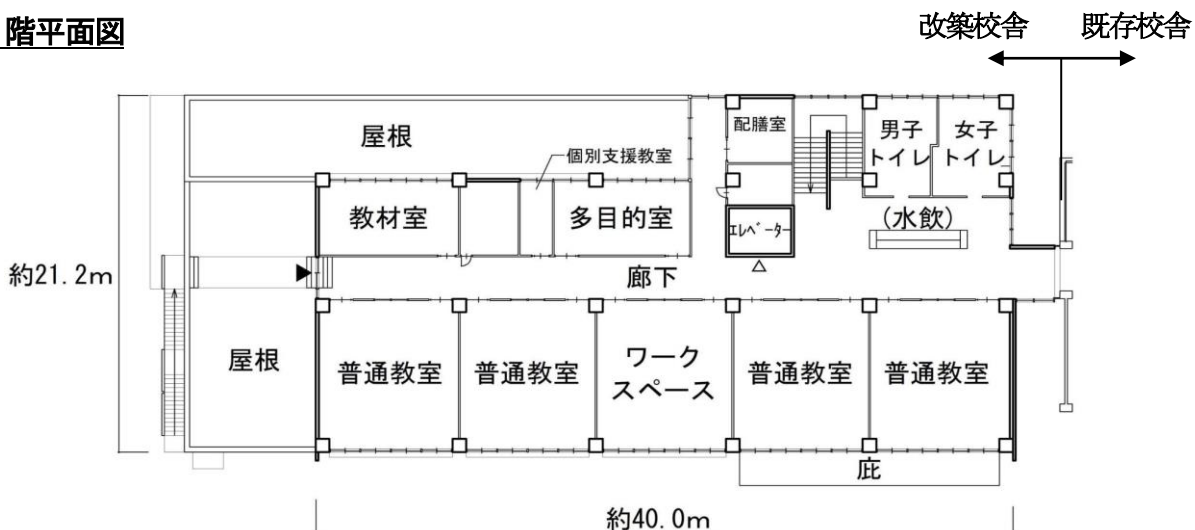 階平面図
改築校舎 既存校舎
屋根
個別支援教室
配膳室
男子
トイレ
女子
トイレ
教材室
多目的室
エレベーター
(水飲)
約21.2m
廊下
屋根
普通教室
普通教室
ワーク
スペース
普通教室
普通教室
庇
約40.0m